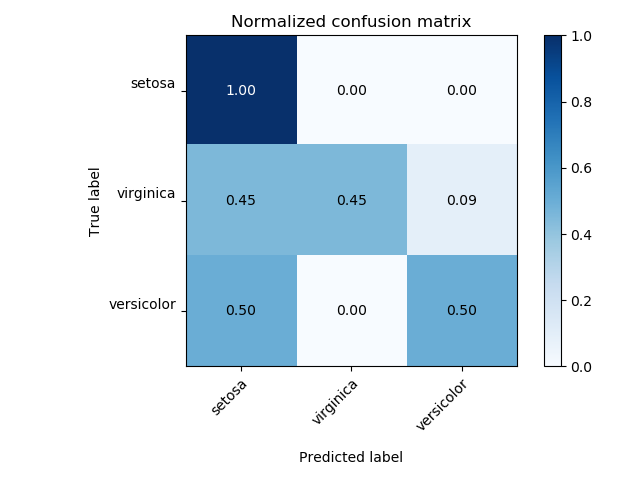 Normalized confusion matrix
True label
setosa
virginica
versicolor
1.00 0.00 0.00
0.45 0.45 0.09
0.50 0.00 0.50
setosa
virginica
versicolor
Predicted label
1.0
0.8
0.6
0.4
0.2
0.0